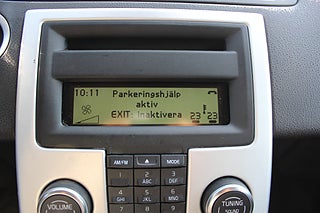 10:11 Parkeringshjälp
aktiv
EXIT: Inaktivera 23 23
AM/FM MODE
1 2 ABC 3 DEF
4 GHI 5 JKL 6 MNO
VOLUME
TUNING
SOUND